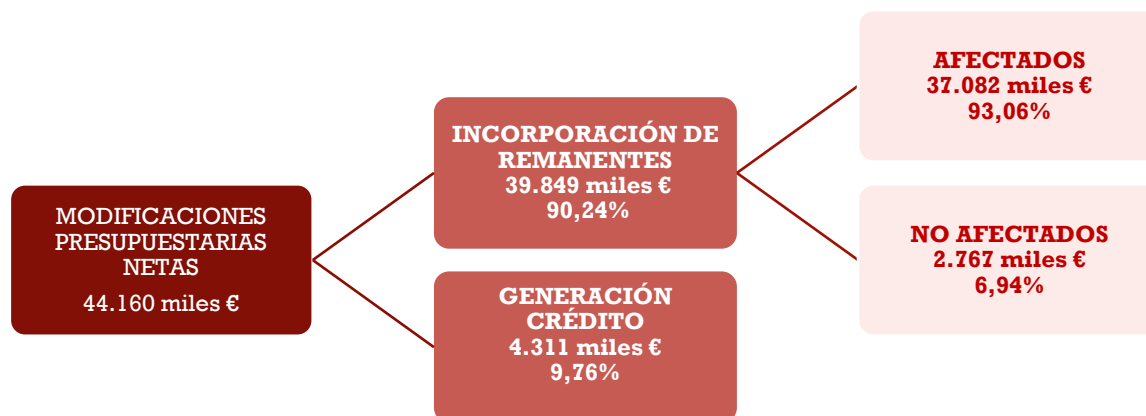 MODIFICACIONES
PRESUPUESTARIAS
NETAS
44.160 miles €
INCORPORACIÓN DE
REMANENTES
39.849 miles €
90,24%
GENERACIÓN
CRÉDITO
4.311 miles €
9,76%
AFECTADOS
37.082 miles €
93,06%
NO AFECTADOS
2.767 miles €
6,94%